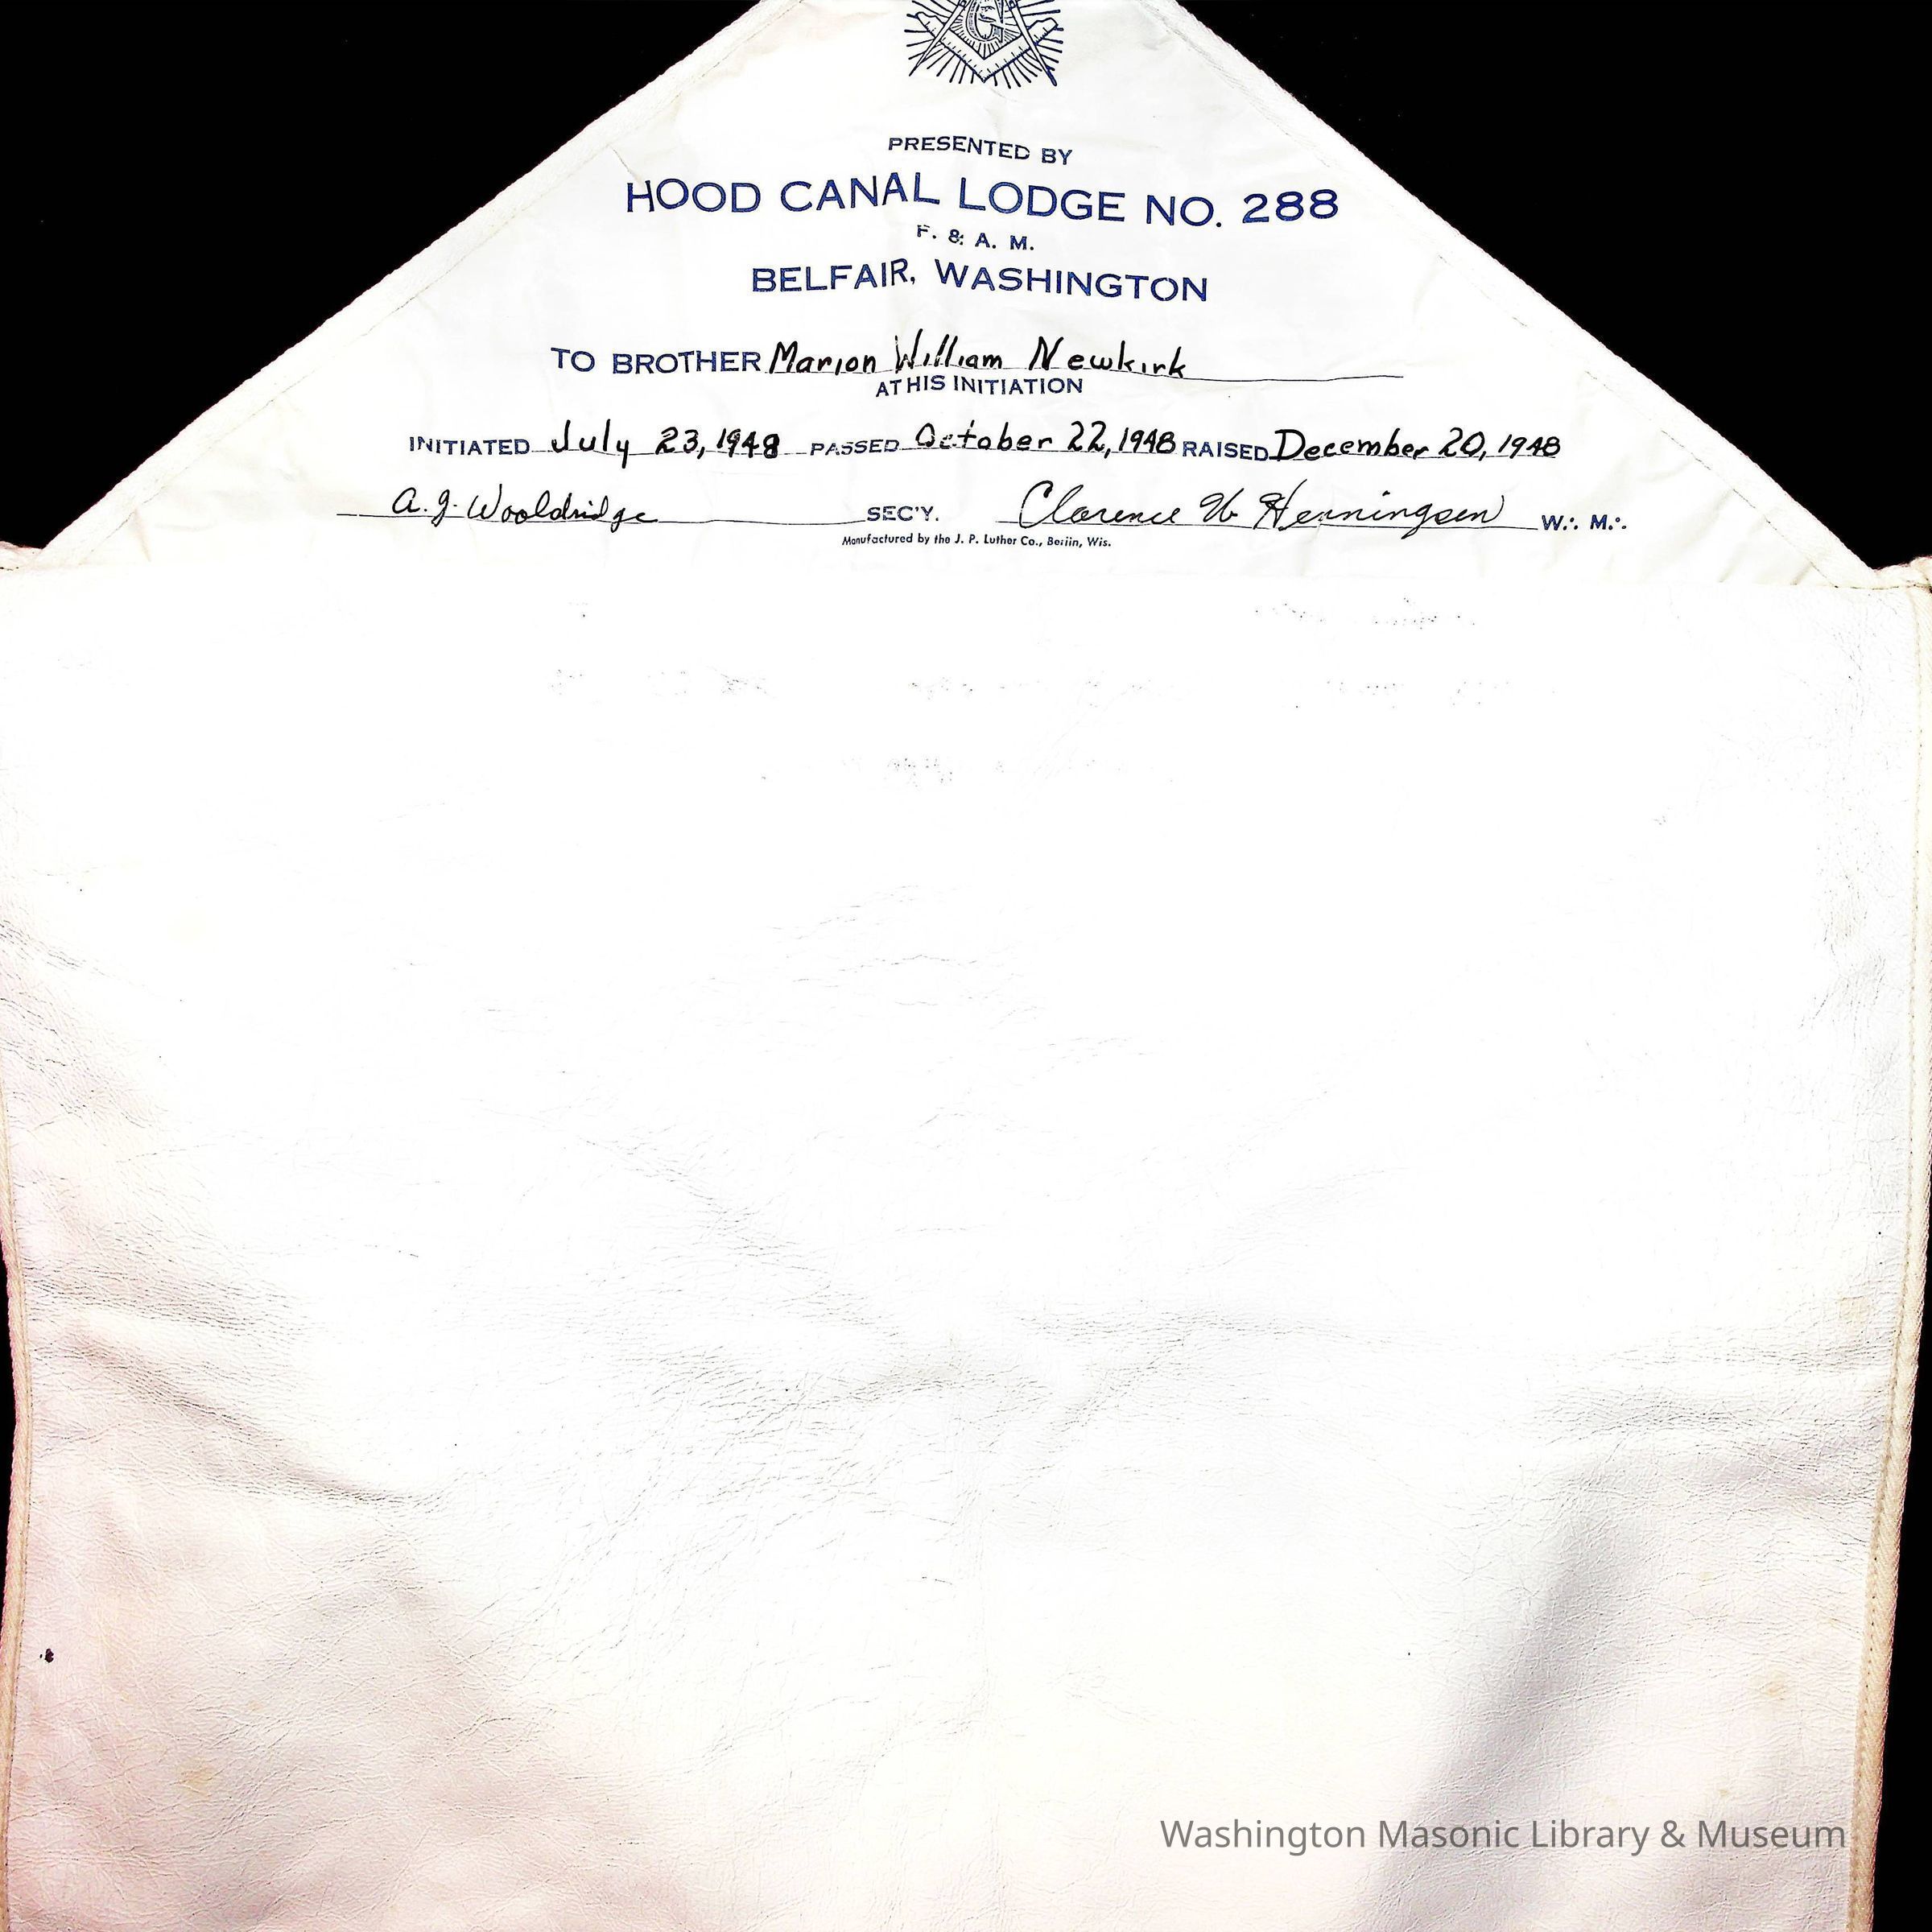 G
PRESENTED BY
HOOD CANAL LODGE NO. 288
F. & A. M.
BELFAIR, WASHINGTON
TO BROTHER Marion William Newkirk
AT HIS INITIATION
INITIATED July 23, 1948 PASSED October 22, 1948 RAISED December 20, 1948
A. J. Wooldridge SEC'Y. Clarence W Henningsen W∴ M∴
Manufactured by the J. P. Luther Co., Berlin, Wis.
Washington Masonic Library & Museum